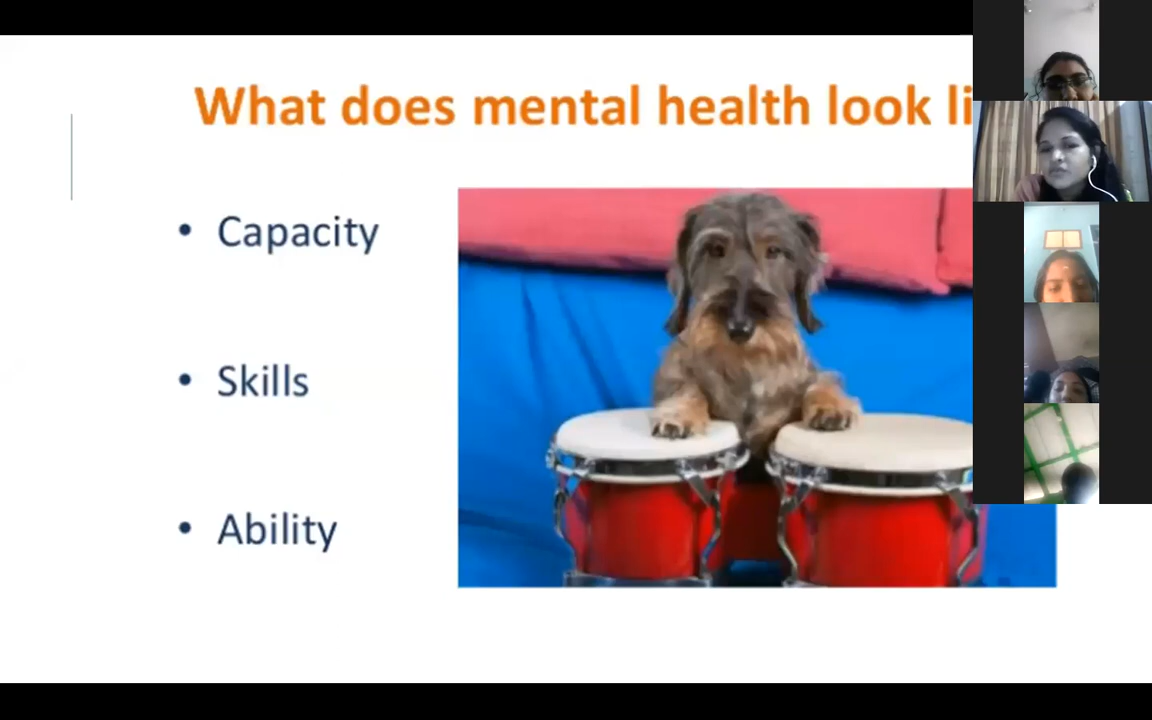 What does mental health look li
• Capacity
• Skills
• Ability